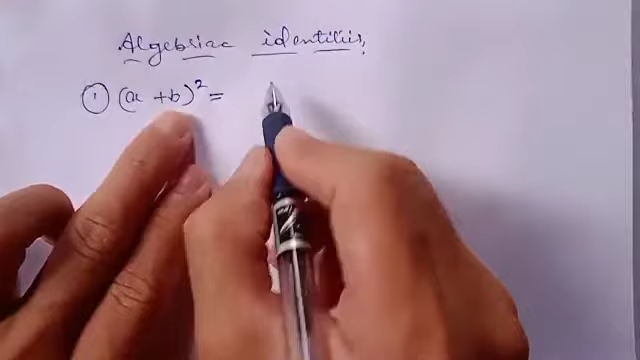 Algebriac identities,
① (a + b)² =